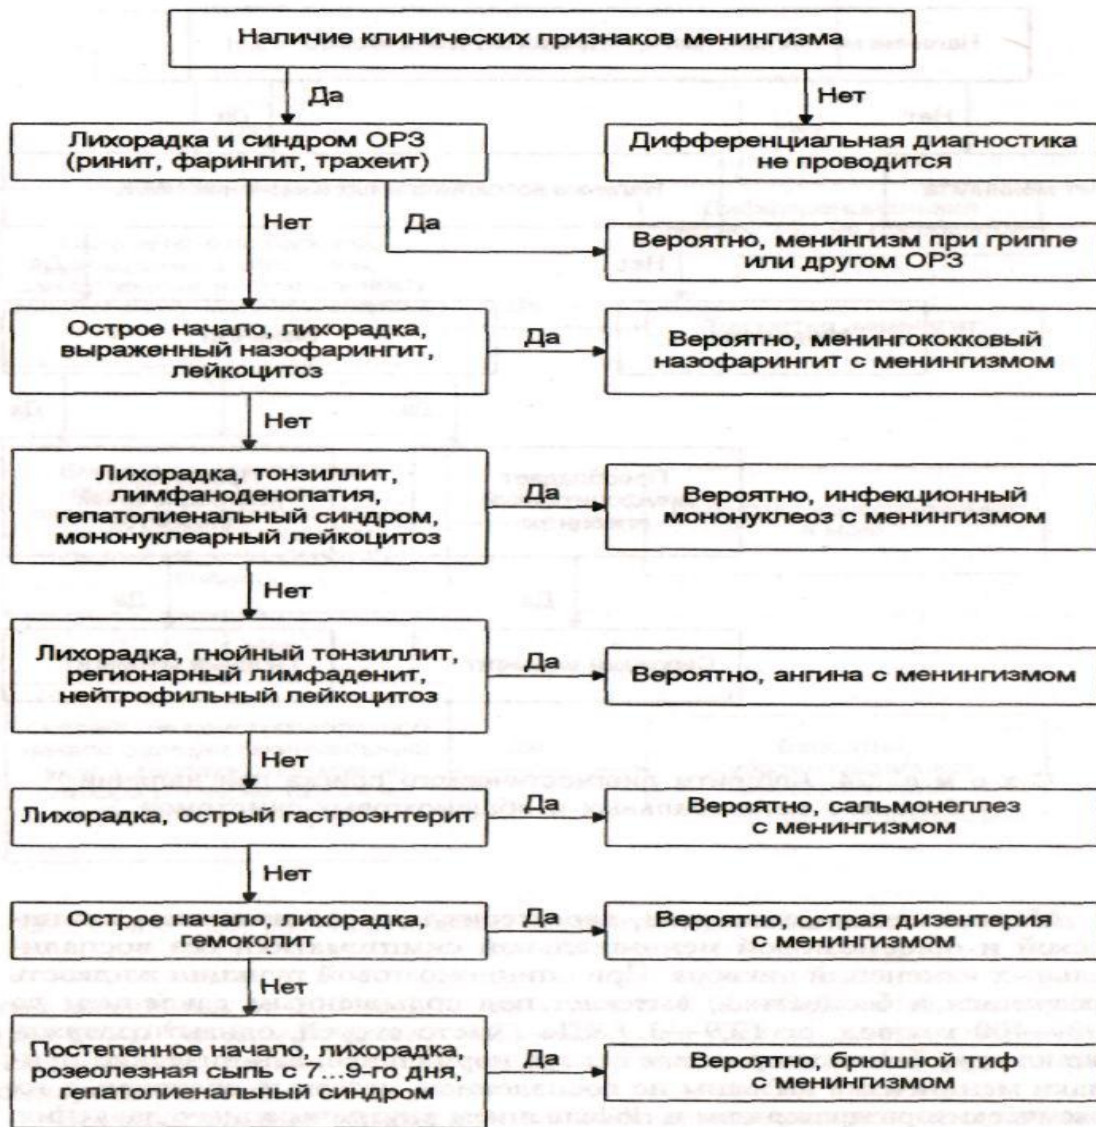 Наличие клинических признаков менингизма
Да
Нет
Лихорадка и синдром ОРЗ
(ринит, фарингит, трахеит)
Дифференциальная диагностика
не проводится
Нет
Да
Вероятно, менингизм при гриппе
или другом ОРЗ
Острое начало, лихорадка,
выраженный назофарингит,
лейкоцитоз
Да
Вероятно, менингококковый
назофарингит с менингизмом
Нет
Лихорадка, тонзиллит,
лимфаноденопатия,
гепатолиенальный синдром,
мононуклеарный лейкоцитоз
Да
Вероятно, инфекционный
мононуклеоз с менингизмом
Нет
Лихорадка, гнойный тонзиллит,
регионарный лимфаденит,
нейтрофильный лейкоцитоз
Да
Вероятно, ангина с менингизмом
Нет
Лихорадка, острый гастроэнтерит
Да
Вероятно, сальмонеллез
с менингизмом
Нет
Острое начало, лихорадка,
гемоколит
Да
Вероятно, острая дизентерия
с менингизмом
Нет
Постепенное начало, лихорадка,
розеолезная сыпь с 7...9-го дня,
гепатолиенальный синдром
Да
Вероятно, брюшной тиф
с менингизмом